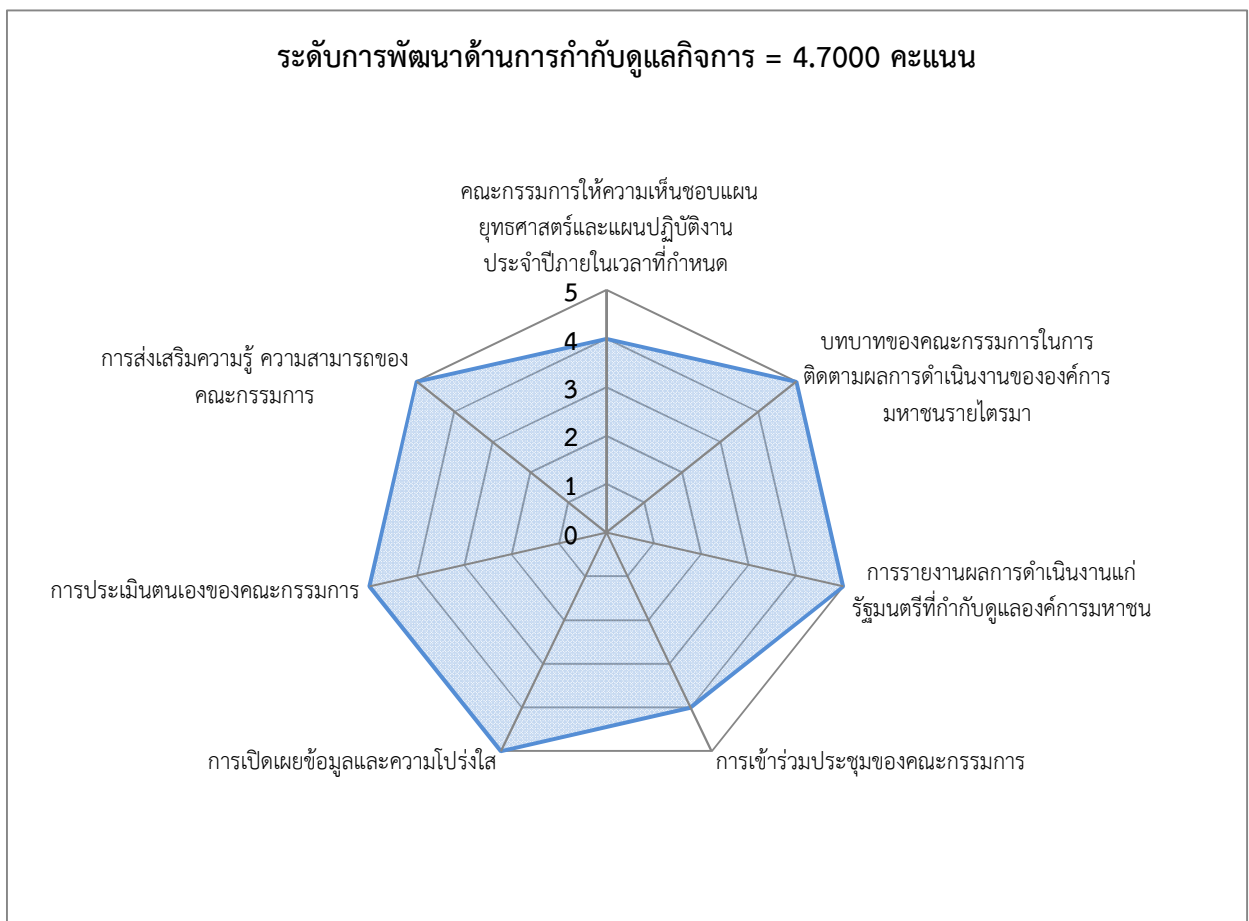 ระดับการพัฒนาด้านการกำกับดูแลกิจการ = 4.7000 คะแนน
คณะกรรมการให้ความเห็นชอบแผน
ยุทธศาสตร์และแผนปฏิบัติงาน
ประจำปีภายในเวลาที่กำหนด
บทบาทของคณะกรรมการในการ
ติดตามผลการดำเนินงานขององค์การ
มหาชนรายไตรมา
การรายงานผลการดำเนินงานแก่
รัฐมนตรีที่กำกับดูแลองค์การมหาชน
การเข้าร่วมประชุมของคณะกรรมการ
การเปิดเผยข้อมูลและความโปร่งใส
การประเมินตนเองของคณะกรรมการ
การส่งเสริมความรู้ ความสามารถของ
คณะกรรมการ
5
4
3
2
1
0